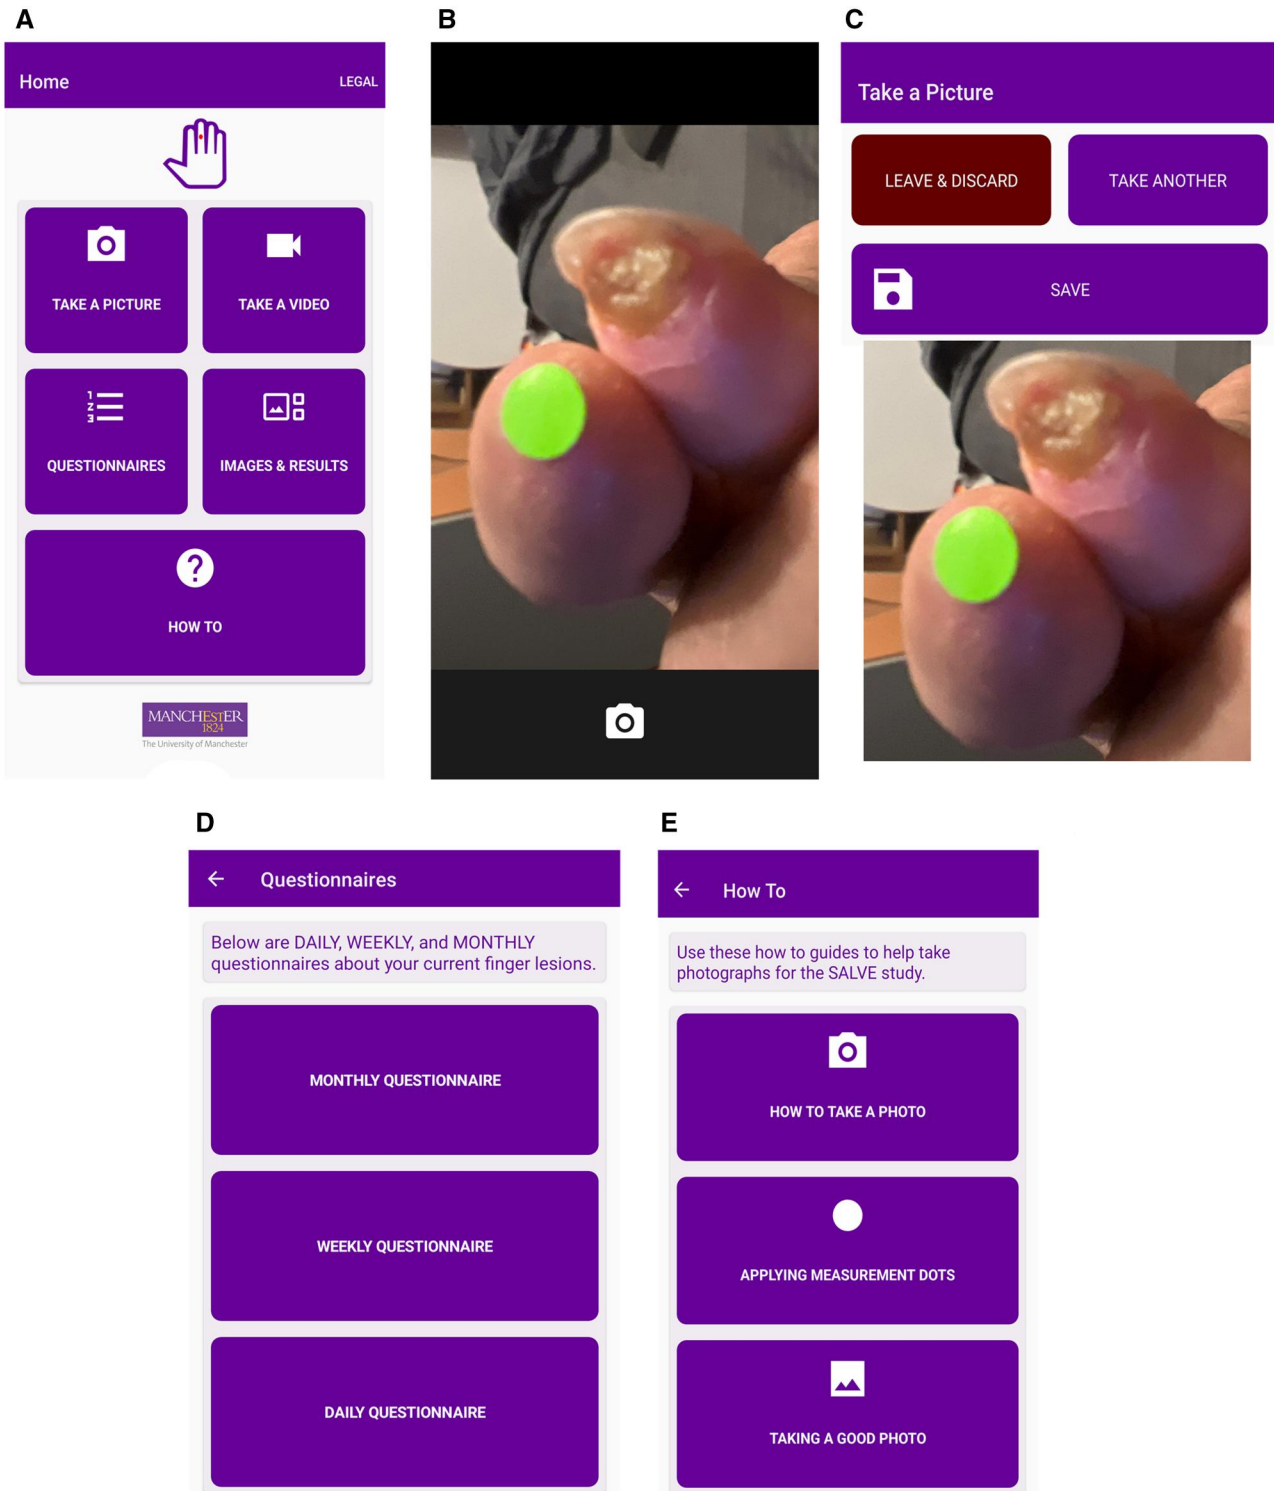 A
Home
LEGAL
TAKE A PICTURE
TAKE A VIDEO
1
2
3
QUESTIONNAIRES
IMAGES & RESULTS
?
HOW TO
MANCHESTER
1824
The University of Manchester
B
C
Take a Picture
LEAVE & DISCARD
TAKE ANOTHER
SAVE
D
Questionnaires
Below are DAILY, WEEKLY, and MONTHLY
questionnaires about your current finger lesions.
MONTHLY QUESTIONNAIRE
WEEKLY QUESTIONNAIRE
DAILY QUESTIONNAIRE
E
How To
Use these how to guides to help take
photographs for the SALVE study.
HOW TO TAKE A PHOTO
APPLYING MEASUREMENT DOTS
TAKING A GOOD PHOTO